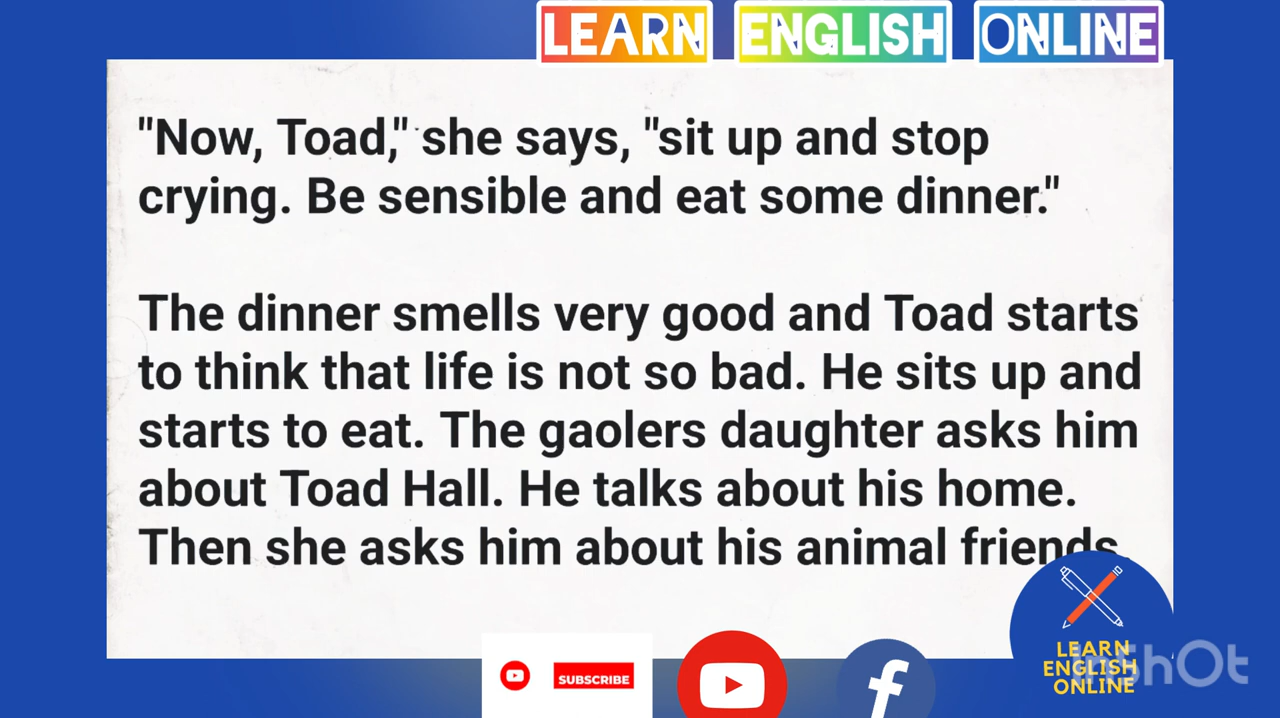 LEARN ENGLISH ONLINE
"Now, Toad," she says, "sit up and stop
crying. Be sensible and eat some dinner."
The dinner smells very good and Toad starts
to think that life is not so bad. He sits up and
starts to eat. The gaolers daughter asks him
about Toad Hall. He talks about his home.
Then she asks him about his animal friends.
SUBSCRIBE
LEARN
ENGLISH
ONLINE